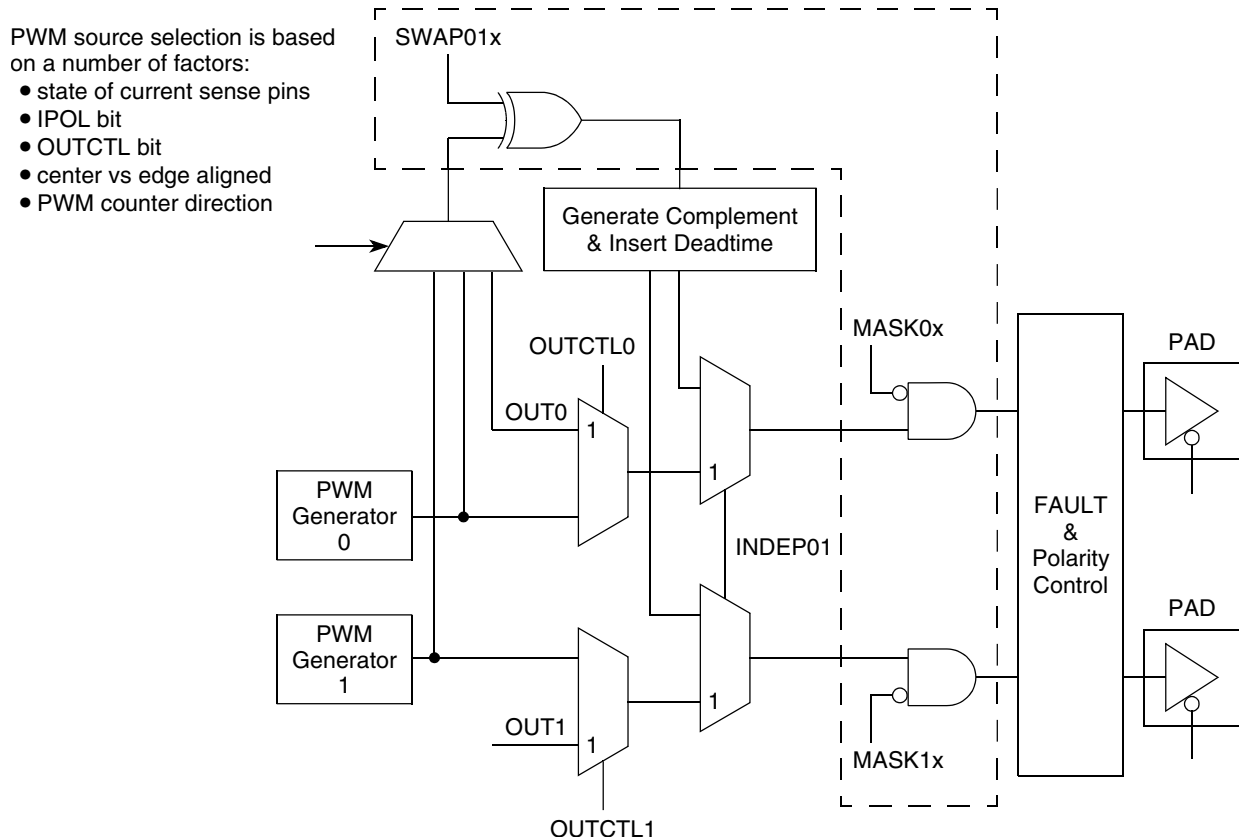 PWM source selection is based
on a number of factors:
• state of current sense pins
• IPOL bit
• OUTCTL bit
• center vs edge aligned
• PWM counter direction
SWAP01x
Generate Complement
& Insert Deadtime
OUTCTL0
MASK0x
PAD
OUT0
1
1
PWM
Generator
0
INDEP01
FAULT
&
Polarity
Control
PAD
PWM
Generator
1
1
OUT1
1
MASK1x
OUTCTL1